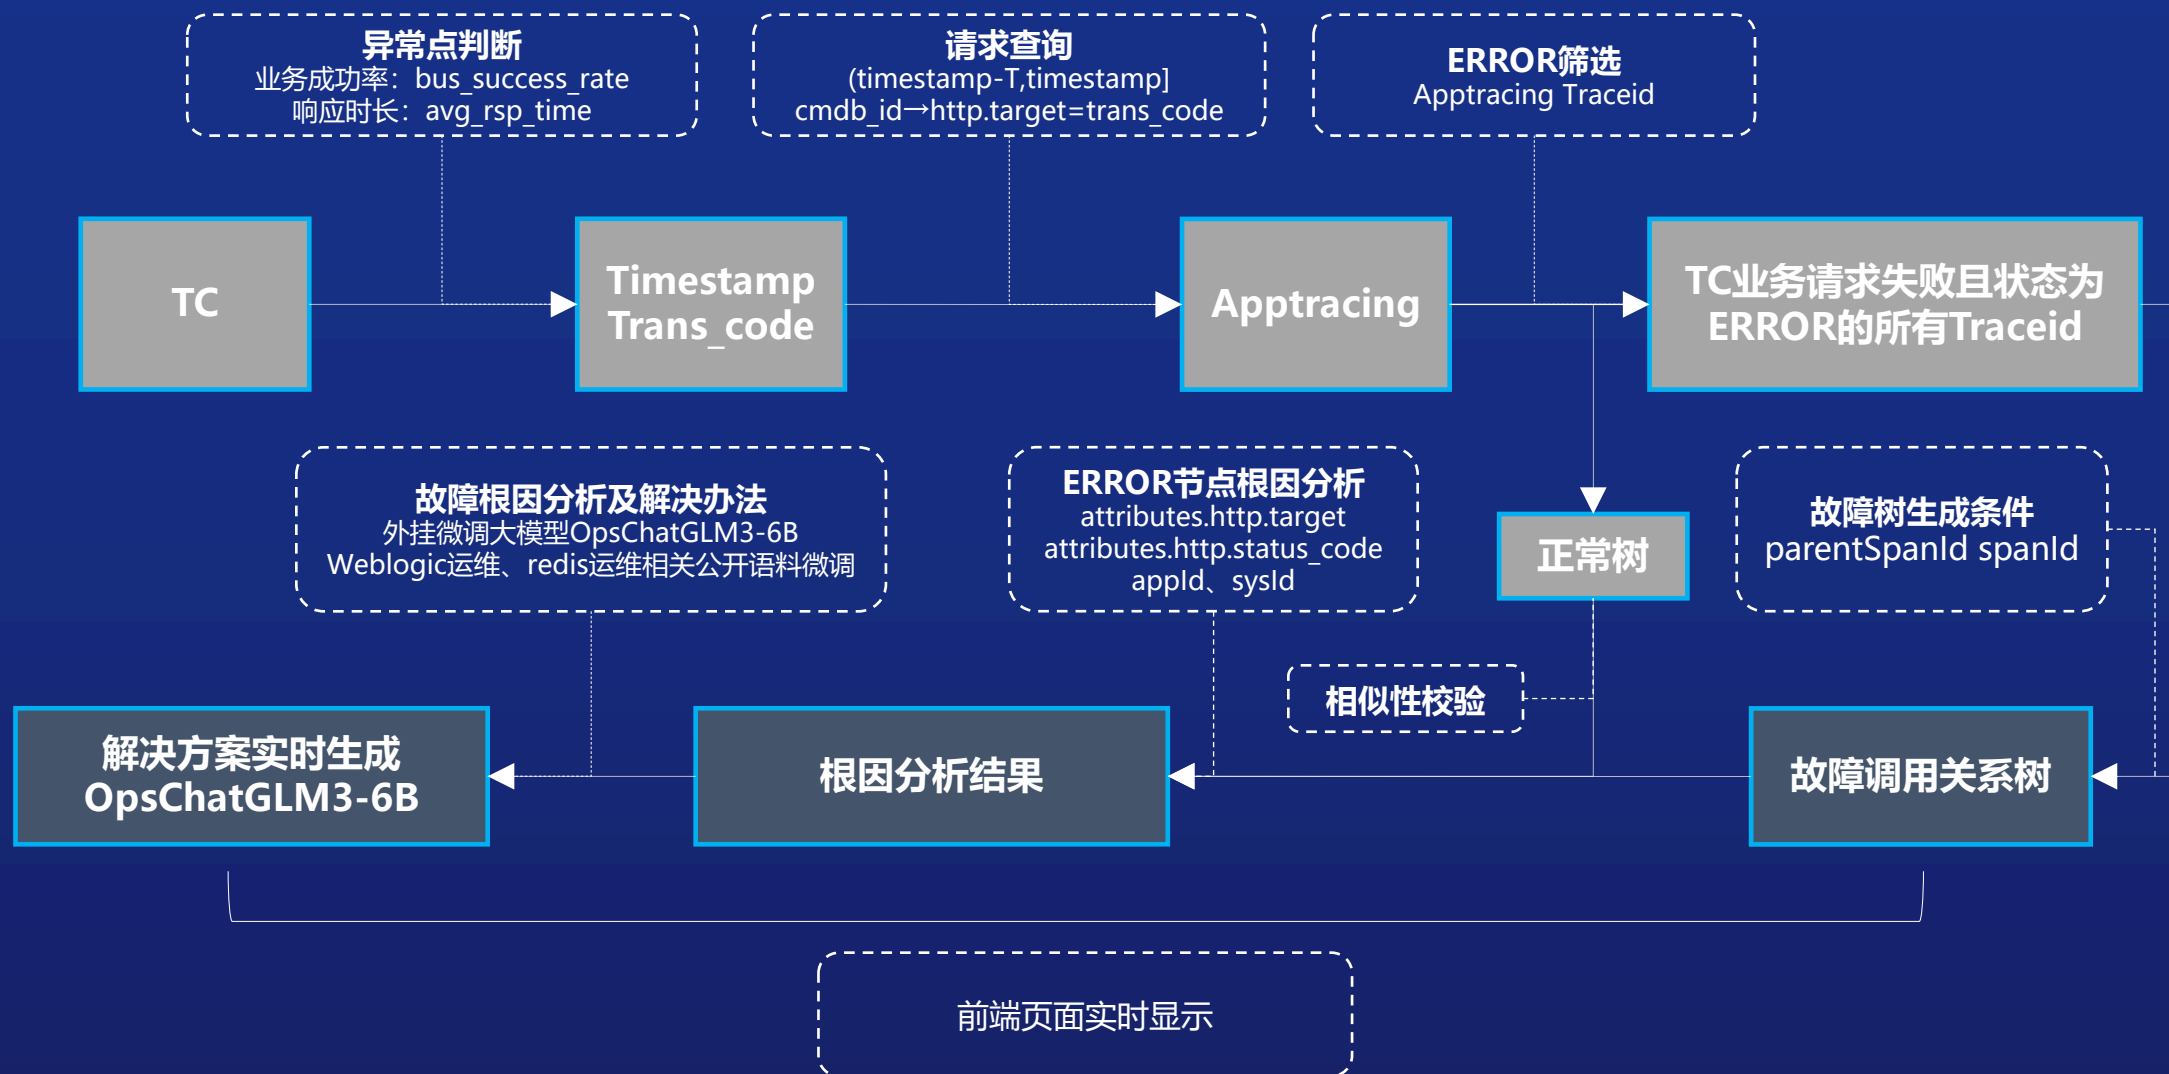 异常点判断
业务成功率：bus_success_rate
响应时长：avg_rsp_time
请求查询
(timestamp-T,timestamp]
cmdb_id→http.target=trans_code
ERROR筛选
Apptracing Traceid
TC
Timestamp
Trans_code
Apptracing
TC业务请求失败且状态为
ERROR的所有Traceid
故障根因分析及解决办法
外挂微调大模型OpsChatGLM3-6B
Weblogic运维、redis运维相关公开语料微调
ERROR节点根因分析
attributes.http.target
attributes.http.status_code
appId、sysId
正常树
故障树生成条件
parentSpanId spanId
相似性校验
解决方案实时生成
OpsChatGLM3-6B
根因分析结果
故障调用关系树
前端页面实时显示